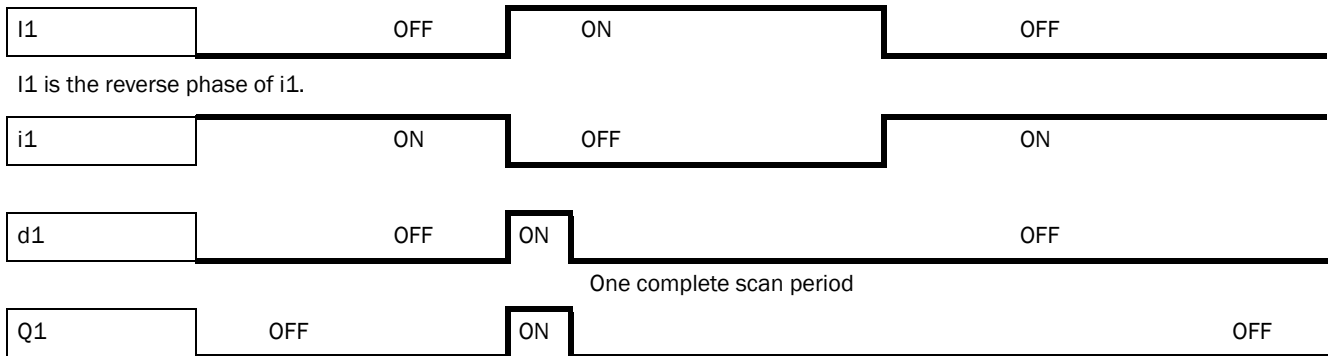 I1 OFF ON OFF
I1 is the reverse phase of i1.
i1 ON OFF ON
d1 OFF ON OFF
One complete scan period
Q1 OFF ON OFF